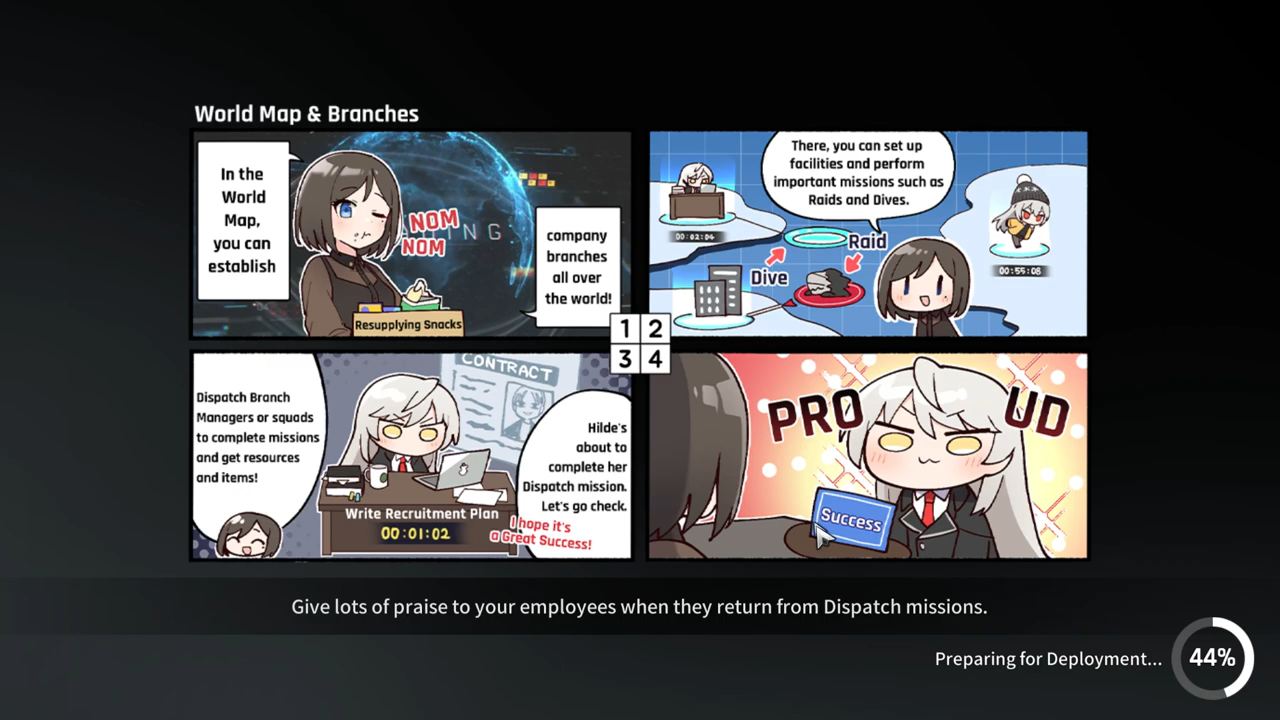 World Map & Branches
In the
World
Map,
you can
establish
NOM
NOM
company
branches
all over
the world!
Resupplying Snacks
There, you can set up
facilities and perform
important missions such as
Raids and Dives.
00:02:04
Raid
Dive
00:55:08
1 2
3 4
Dispatch Branch
Managers or squads
to complete missions
and get resources
and items!
CONTRACT
Hilde's
about to
complete her
Dispatch mission.
Let's go check.
Write Recruitment Plan
00:01:02
I hope it's
a Great Success!
PROUD
Success
Give lots of praise to your employees when they return from Dispatch missions.
Preparing for Deployment...
44%